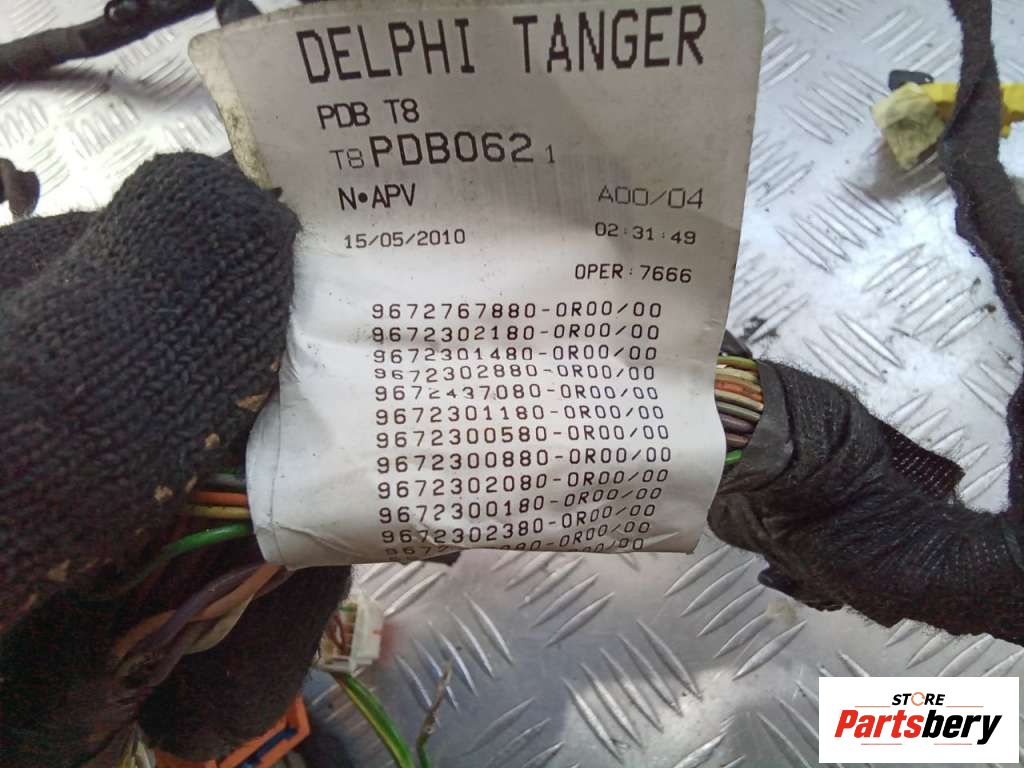 DELPHI TANGER
PDB T8
T8PDB062 1
N•APV A00/04
15/05/2010 02:31:49
OPER:7666
9672767880-0R00/00
9672302180-0R00/00
9672301480-0R00/00
9672302880-0R00/00
9672437080-0R00/00
9672301180-0R00/00
9672300580-0R00/00
9672300880-0R00/00
9672302080-0R00/00
9672300180-0R00/00
9672302380-0R00/00
STORE
Partsbery